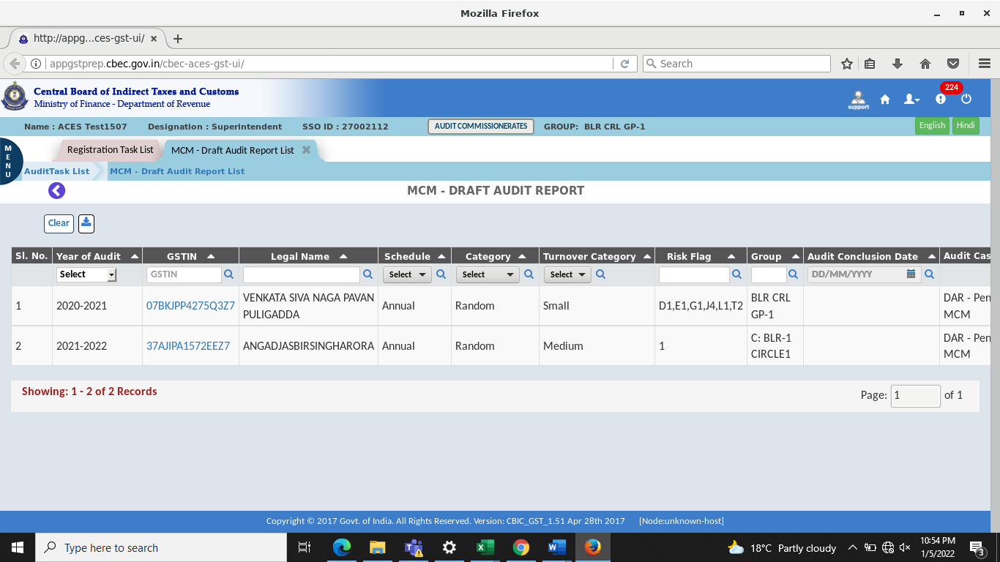 Mozilla Firefox
http://appg...ces-gst-ui/
appgstprep.cbec.gov.in/cbec-aces-gst-ui/
Search
Central Board of Indirect Taxes and Customs
Ministry of Finance - Department of Revenue
support
224
Name : ACES Test1507 Designation : Superintendent SSO ID : 27002112 AUDIT COMMISSIONERATES GROUP: BLR CRL GP-1 English Hindi
MENU
Registration Task List MCM - Draft Audit Report List
AuditTask List MCM - Draft Audit Report List
MCM - DRAFT AUDIT REPORT
Clear
Sl. No. Year of Audit GSTIN Legal Name Schedule Category Turnover Category Risk Flag Group Audit Conclusion Date Audit Cas
Select GSTIN Select Select Select DD/MM/YYYY
1 2020-2021 07BKJPP4275Q3Z7 VENKATA SIVA NAGA PAVAN PULIGADDA Annual Random Small D1,E1,G1,J4,L1,T2 BLR CRL GP-1 DAR - Pen MCM
2 2021-2022 37AJIPA1572EEZ7 ANGADJASBIRSINGHARORA Annual Random Medium 1 C: BLR-1 CIRCLE1 DAR - Pen MCM
Showing: 1 - 2 of 2 Records
Page: 1 of 1
Copyright © 2017 Govt. of India. All Rights Reserved. Version: CBIC_GST_1.51 Apr 28th 2017 [Node:unknown-host]
Type here to search
18°C Partly cloudy
10:54 PM
1/5/2022
3